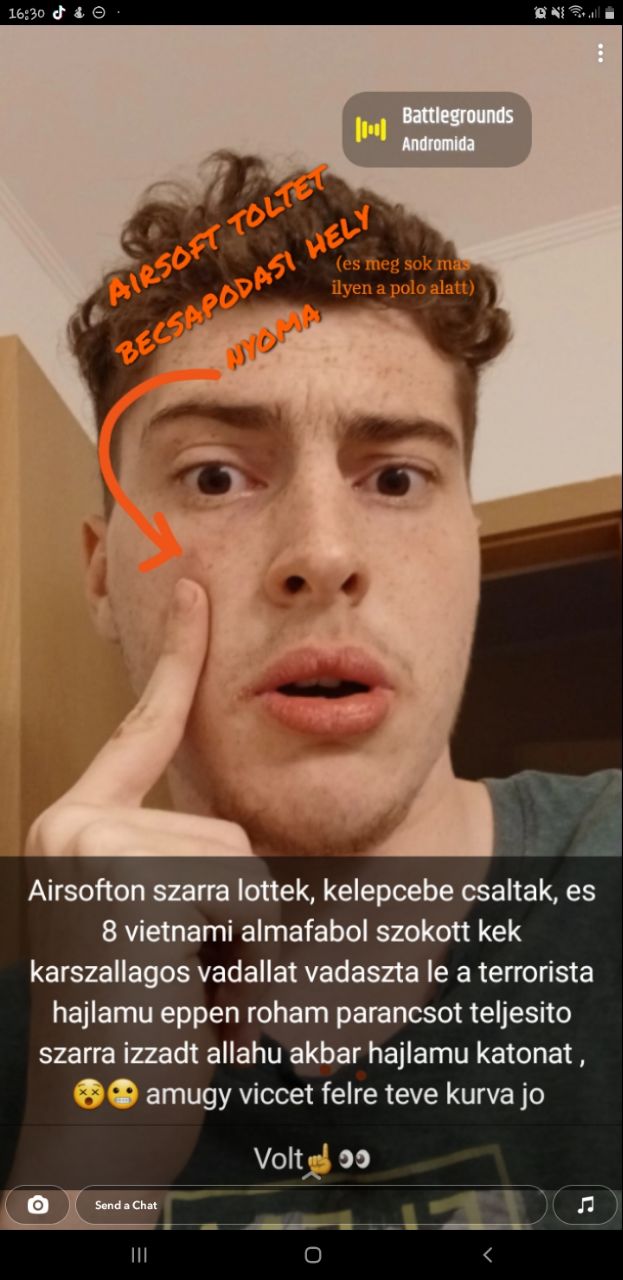 16:30
Battlegrounds
Andromida
AIRSOFT TOLTET
BECSAPODASI HELY
NYOMA
(es meg sok mas
ilyen a polo alatt)
Airsofton szarra lottek, kelepcebe csaltak, es
8 vietnami almafabol szokott kek
karszallagos vadallat vadaszta le a terrorista
hajlamu eppen roham parancsot teljesito
szarra izzadt allahu akbar hajlamu katonat ,
😵😬 amugy viccet felre teve kurva jo
Volt☝️👀
Send a Chat